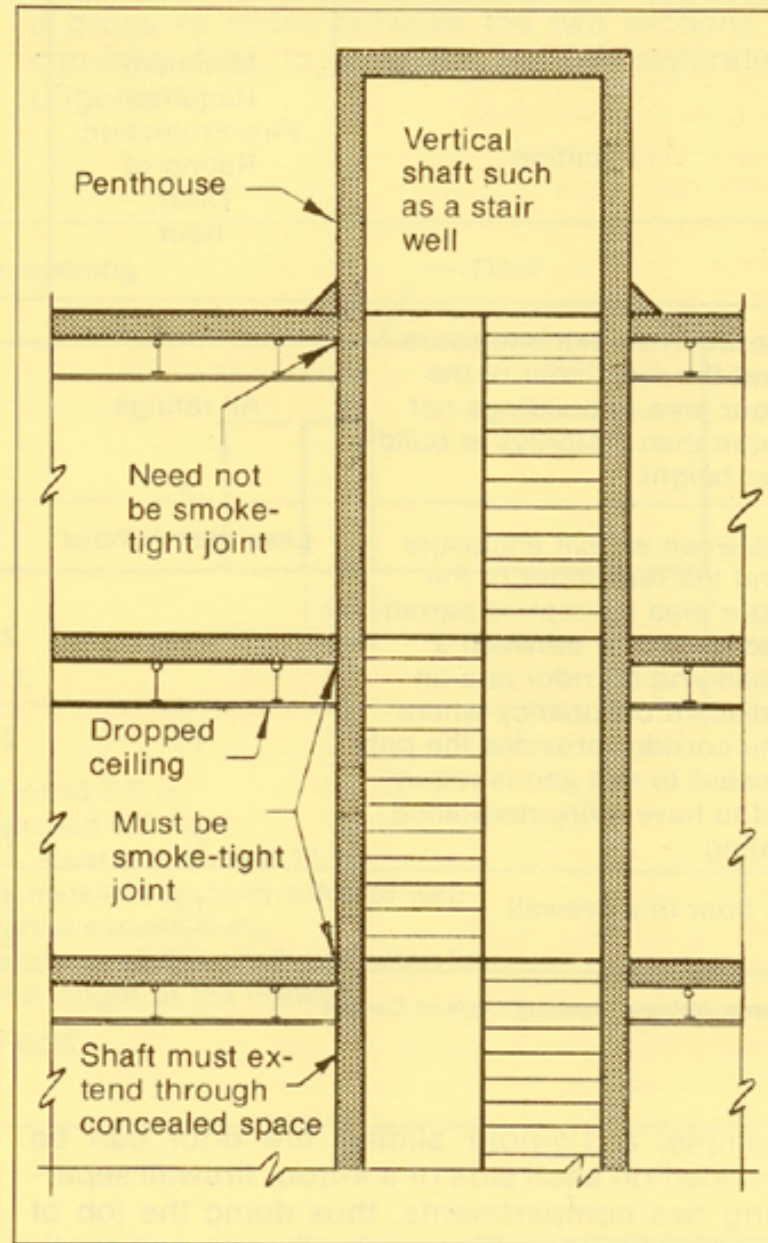 Vertical
shaft such
as a stair
well
Penthouse
Need not
be smoke-
tight joint
Dropped
ceiling
Must be
smoke-tight
joint
Shaft must ex-
tend through
concealed space